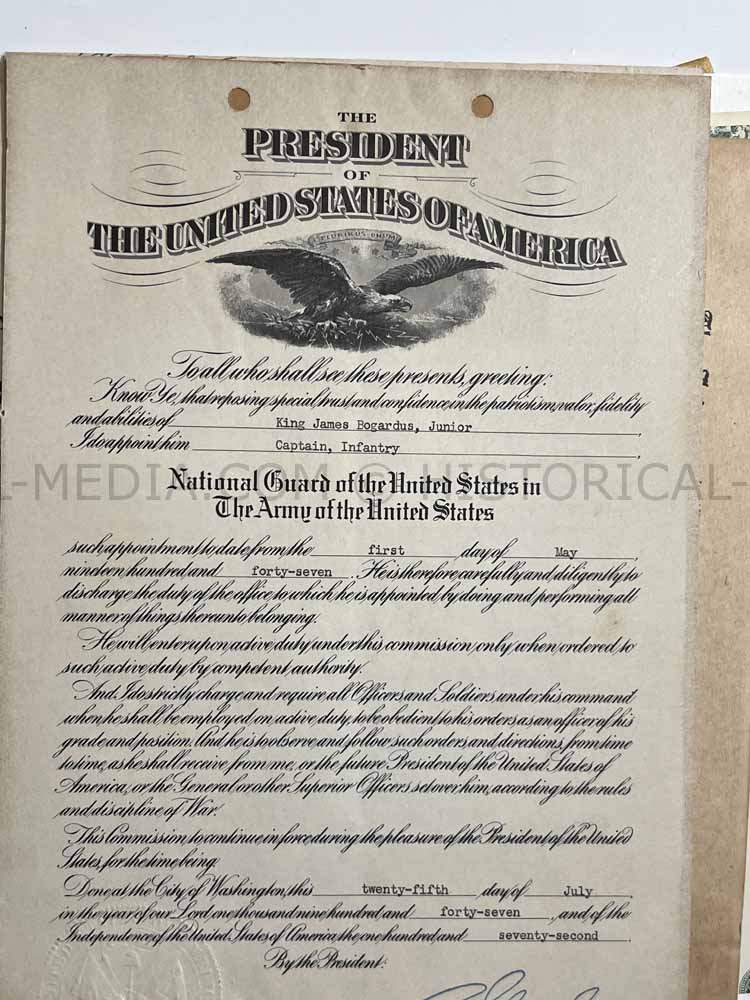 THE
PRESIDENT
OF
THE UNITED STATES OF AMERICA
E PLURIBUS UNUM
To all who shall see these presents, greeting:
Know Ye, that reposing special trust and confidence in the patriotism, valor, fidelity
and abilities of King James Bogardus, Junior ,
I do appoint him Captain, Infantry ,
L-MEDIA.COM © HISTORICAL-
National Guard of the United States in
The Army of the United States
such appointment to date from the first day of May ,
nineteen hundred and forty-seven . He is therefore carefully and diligently to
discharge the duty of the office to which he is appointed by doing and performing all
manner of things thereunto belonging.
He will enter upon active duty under this commission only when ordered to
such active duty by competent authority.
And I do strictly charge and require all Officers and Soldiers under his command
when he shall be employed on active duty, to be obedient to his orders as an officer of his
grade and position. And he is to observe and follow such orders and directions, from time
to time, as he shall receive from me, or the future President of the United States of
America, or the General or other Superior Officers set over him, according to the rules
and discipline of War.
This Commission to continue in force during the pleasure of the President of the United
States, for the time being.
Done at the City of Washington, this twenty-fifth day of July ,
in the year of our Lord, one thousand nine hundred and forty-seven , and of the
Independence of the United States of America, the one hundred and seventy-second .
By the President: